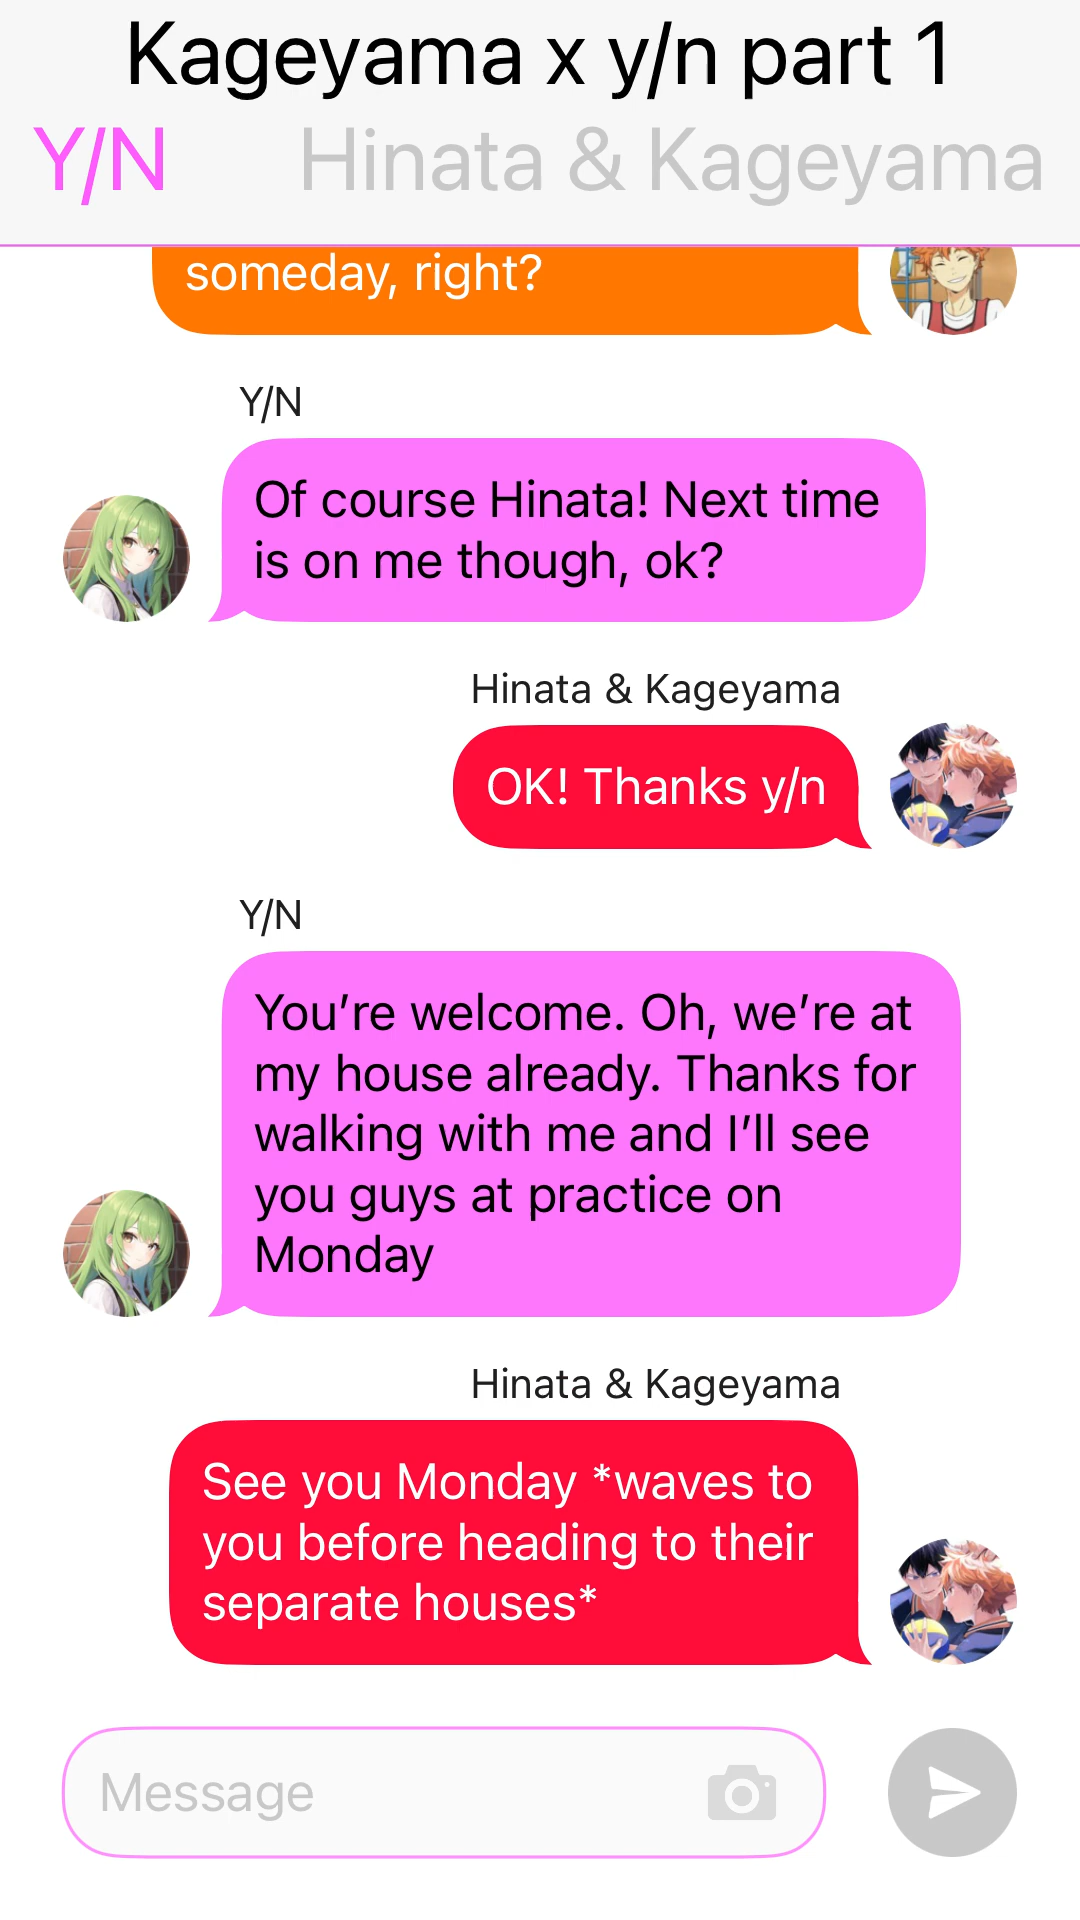 Kageyama x y/n part 1
Y/N Hinata & Kageyama
someday, right?
Y/N
Of course Hinata! Next time
is on me though, ok?
Hinata & Kageyama
OK! Thanks y/n
Y/N
You’re welcome. Oh, we’re at
my house already. Thanks for
walking with me and I’ll see
you guys at practice on
Monday
Hinata & Kageyama
See you Monday *waves to
you before heading to their
separate houses*
Message